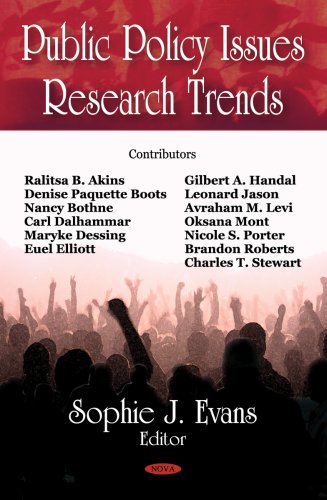 Public Policy Issues
Research Trends
Contributors
Ralitsa B. Akins
Denise Paquette Boots
Nancy Bothne
Carl Dalhammar
Maryke Dessing
Euel Elliott
Gilbert A. Handal
Leonard Jason
Avraham M. Levi
Oksana Mont
Nicole S. Porter
Brandon Roberts
Charles T. Stewart
Sophie J. Evans
Editor
NOVA